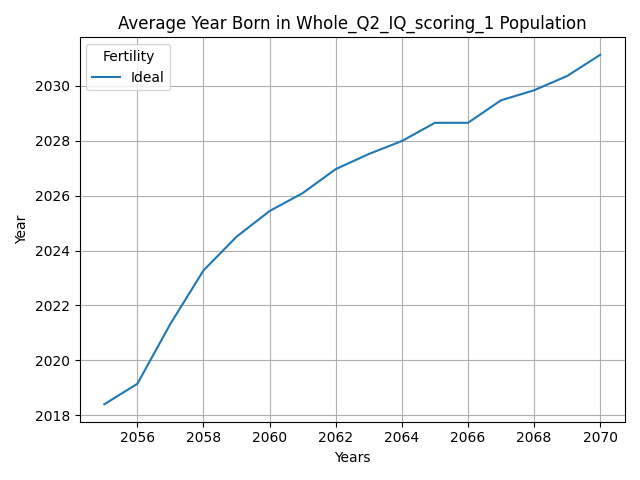 Average Year Born in Whole_Q2_IQ_scoring_1 Population
Fertility
Ideal
2030
2028
2026
2024
2022
2020
2018
Year
2056 2058 2060 2062 2064 2066 2068 2070
Years